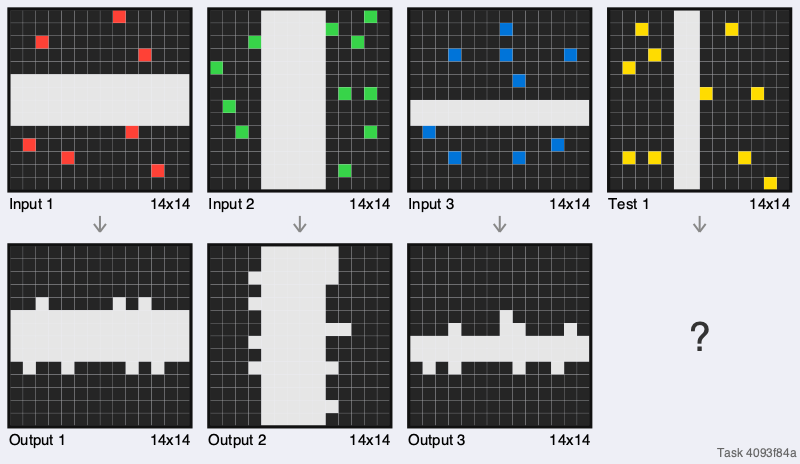 Input 1 14x14 Input 2 14x14 Input 3 14x14 Test 1 14x14
?
Output 1 14x14 Output 2 14x14 Output 3 14x14
Task 4093f84a